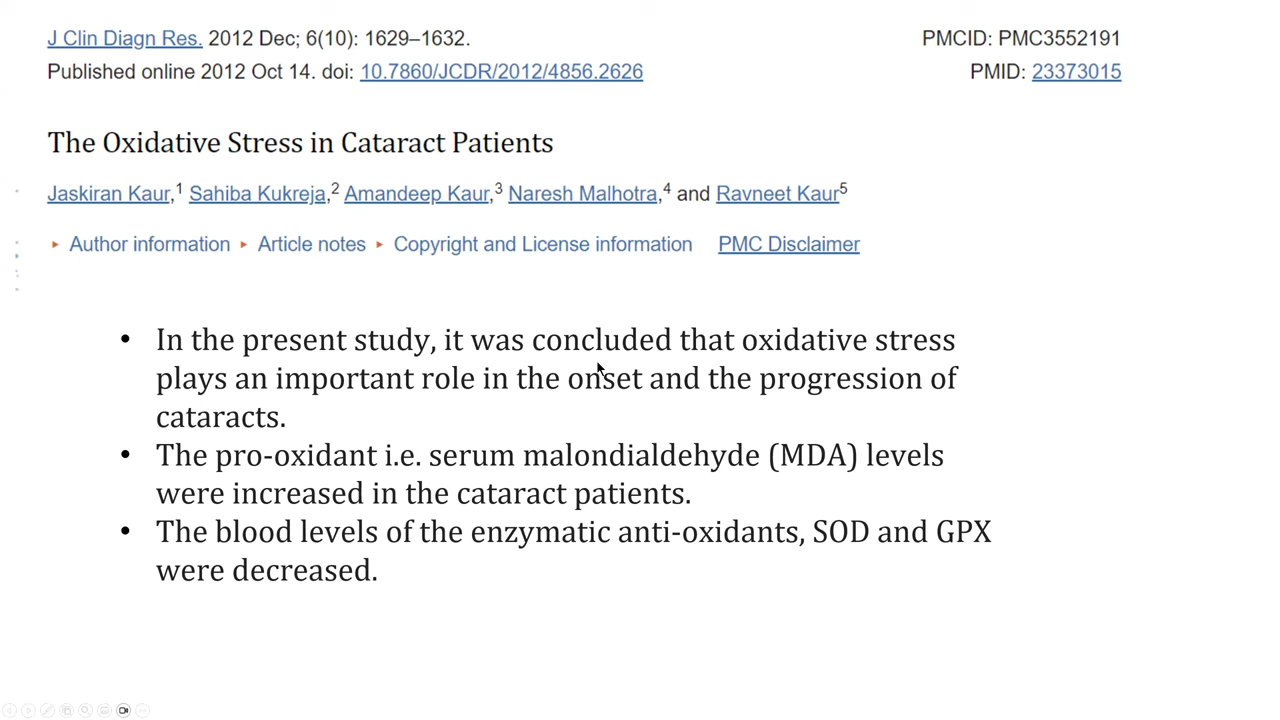 J Clin Diagn Res. 2012 Dec; 6(10): 1629–1632. PMCID: PMC3552191
Published online 2012 Oct 14. doi: 10.7860/JCDR/2012/4856.2626 PMID: 23373015
The Oxidative Stress in Cataract Patients
Jaskiran Kaur,1 Sahiba Kukreja,2 Amandeep Kaur,3 Naresh Malhotra,4 and Ravneet Kaur5
▸ Author information ▸ Article notes ▸ Copyright and License information PMC Disclaimer
• In the present study, it was concluded that oxidative stress
plays an important role in the onset and the progression of
cataracts.
• The pro-oxidant i.e. serum malondialdehyde (MDA) levels
were increased in the cataract patients.
• The blood levels of the enzymatic anti-oxidants, SOD and GPX
were decreased.